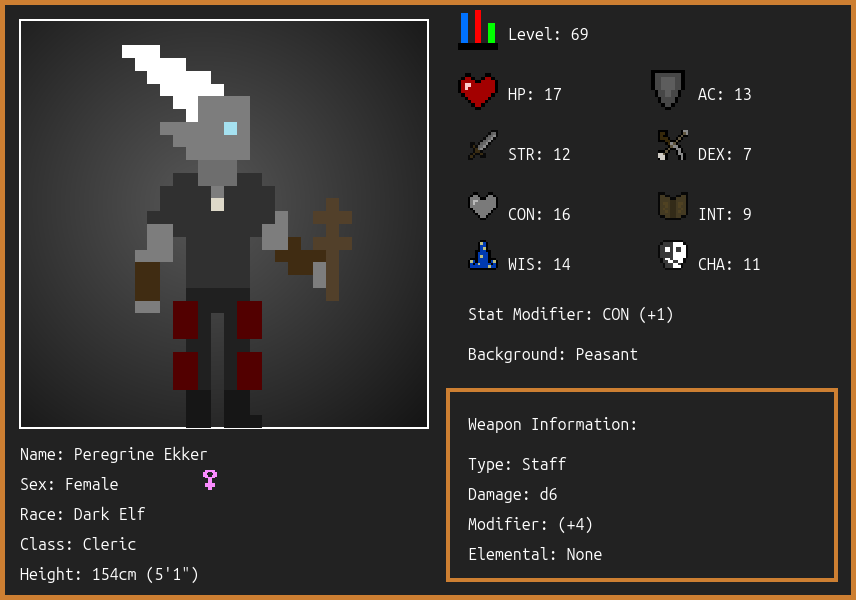 Level: 69
HP: 17
AC: 13
STR: 12
DEX: 7
CON: 16
INT: 9
WIS: 14
CHA: 11
Stat Modifier: CON (+1)
Background: Peasant
Weapon Information:
Type: Staff
Damage: d6
Modifier: (+4)
Elemental: None
Name: Peregrine Ekker
Sex: Female
Race: Dark Elf
Class: Cleric
Height: 154cm (5'1")